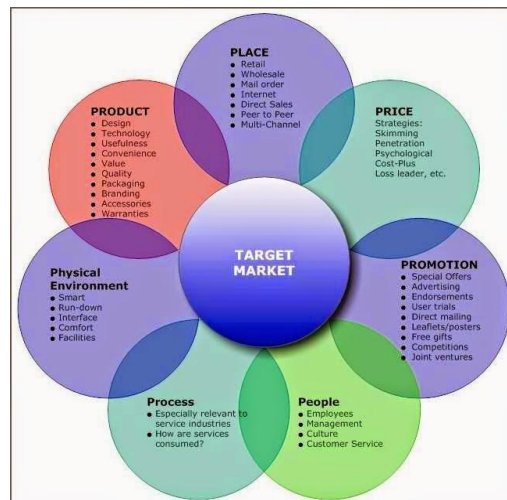 PLACE
Retail
Wholesale
Mail order
Internet
Direct Sales
Peer to Peer
Multi-Channel
PRODUCT
Design
Technology
Usefulness
Convenience
Value
Quality
Packaging
Branding
Accessories
Warranties
PRICE
Strategies:
Skimming
Penetration
Psychological
Cost-Plus
Loss leader, etc.
TARGET
MARKET
Physical
Environment
Smart
Run-down
Interface
Comfort
Facilities
PROMOTION
Special Offers
Advertising
Endorsements
User trials
Direct mailing
Leaflets/posters
Free gifts
Competitions
Joint ventures
Process
Especially relevant to
service industries
How are services
consumed?
People
Employees
Management
Culture
Customer Service